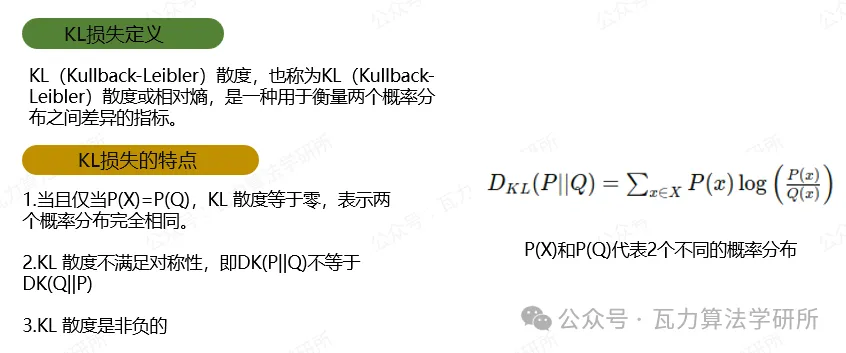 KL损失定义
KL（Kullback-Leibler）散度，也称为KL（Kullback-
Leibler）散度或相对熵，是一种用于衡量两个概率分
布之间差异的指标。
KL损失的特点
1.当且仅当P(X)=P(Q)，KL 散度等于零，表示两
个概率分布完全相同。
2.KL 散度不满足对称性，即DK(P||Q)不等于
DK(Q||P)
3.KL 散度是非负的
D_{KL}(P||Q) = \sum_{x \in X} P(x) \log \left( \frac{P(x)}{Q(x)} \right)
P(X)和P(Q)代表2个不同的概率分布
公众号 · 瓦力算法学研所